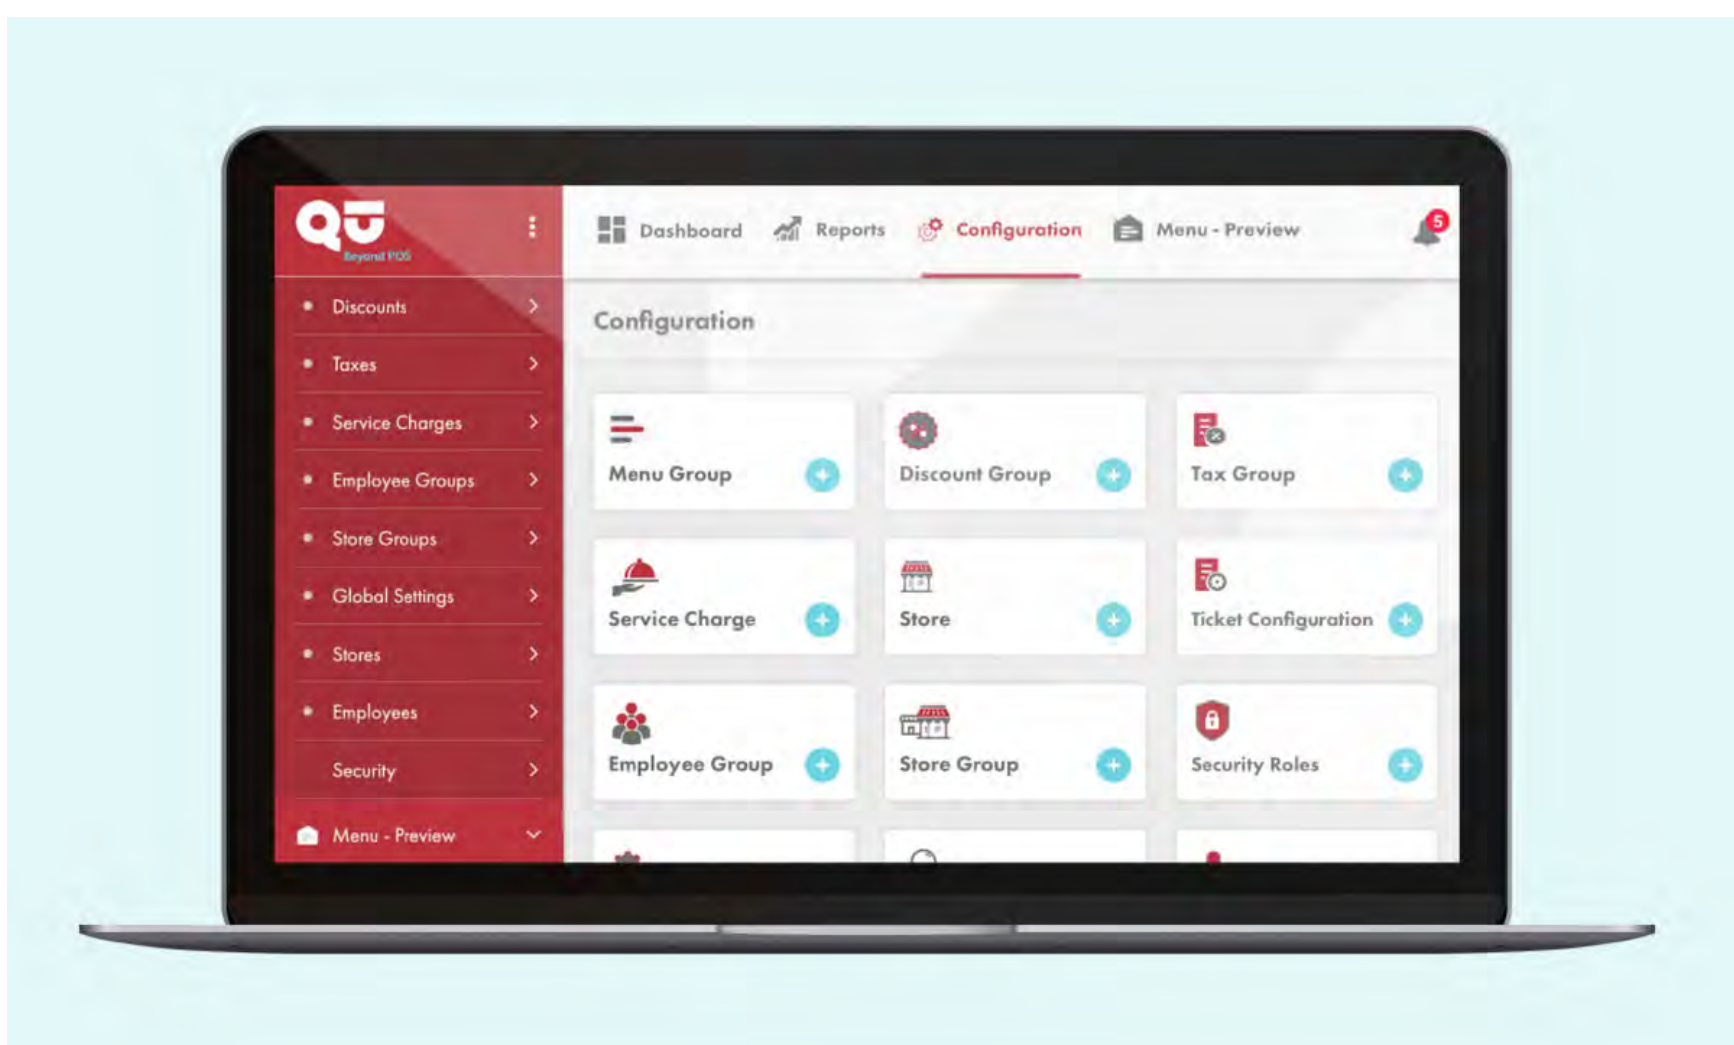 QU
Beyond POS
Dashboard
Reports
Configuration
Menu - Preview
5
Discounts
Taxes
Service Charges
Employee Groups
Store Groups
Global Settings
Stores
Employees
Security
Menu - Preview
Configuration
Menu Group
Discount Group
Tax Group
Service Charge
Store
Ticket Configuration
Employee Group
Store Group
Security Roles